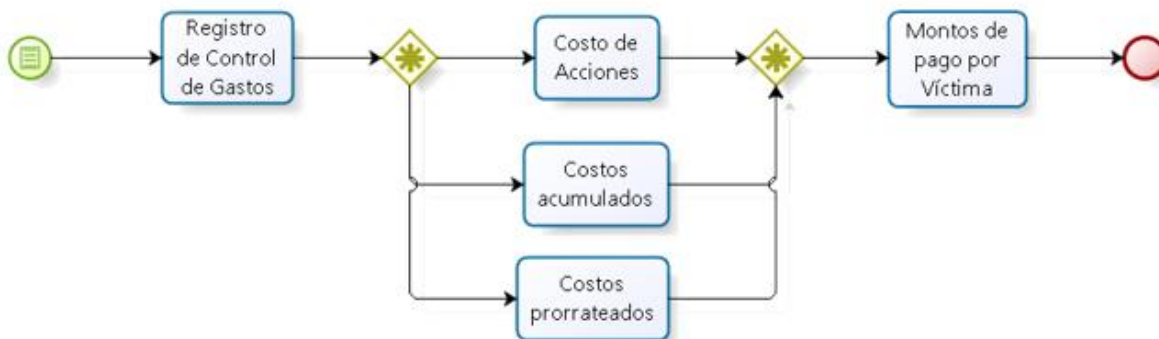 Registro
de Control
de Gastos
Costo de
Acciones
Montos de
pago por
Víctima
Costos
acumulados
Costos
prorrateados